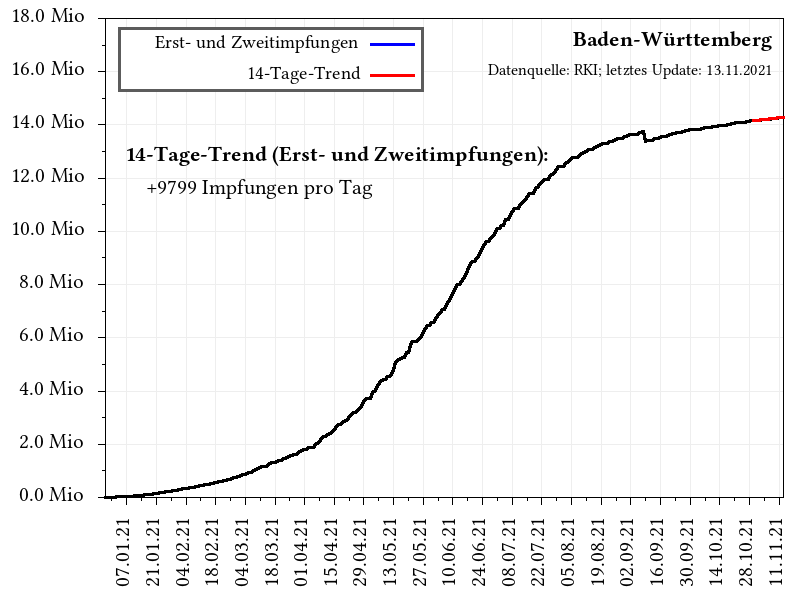 18.0 Mio
16.0 Mio
14.0 Mio
12.0 Mio
10.0 Mio
8.0 Mio
6.0 Mio
4.0 Mio
2.0 Mio
0.0 Mio
Erst- und Zweitimpfungen
14-Tage-Trend
Baden-Württemberg
Datenquelle: RKI; letztes Update: 13.11.2021
14-Tage-Trend (Erst- und Zweitimpfungen):
+9799 Impfungen pro Tag
07.01.21
21.01.21
04.02.21
18.02.21
04.03.21
18.03.21
01.04.21
15.04.21
29.04.21
13.05.21
27.05.21
10.06.21
24.06.21
08.07.21
22.07.21
05.08.21
19.08.21
02.09.21
16.09.21
30.09.21
14.10.21
28.10.21
11.11.21